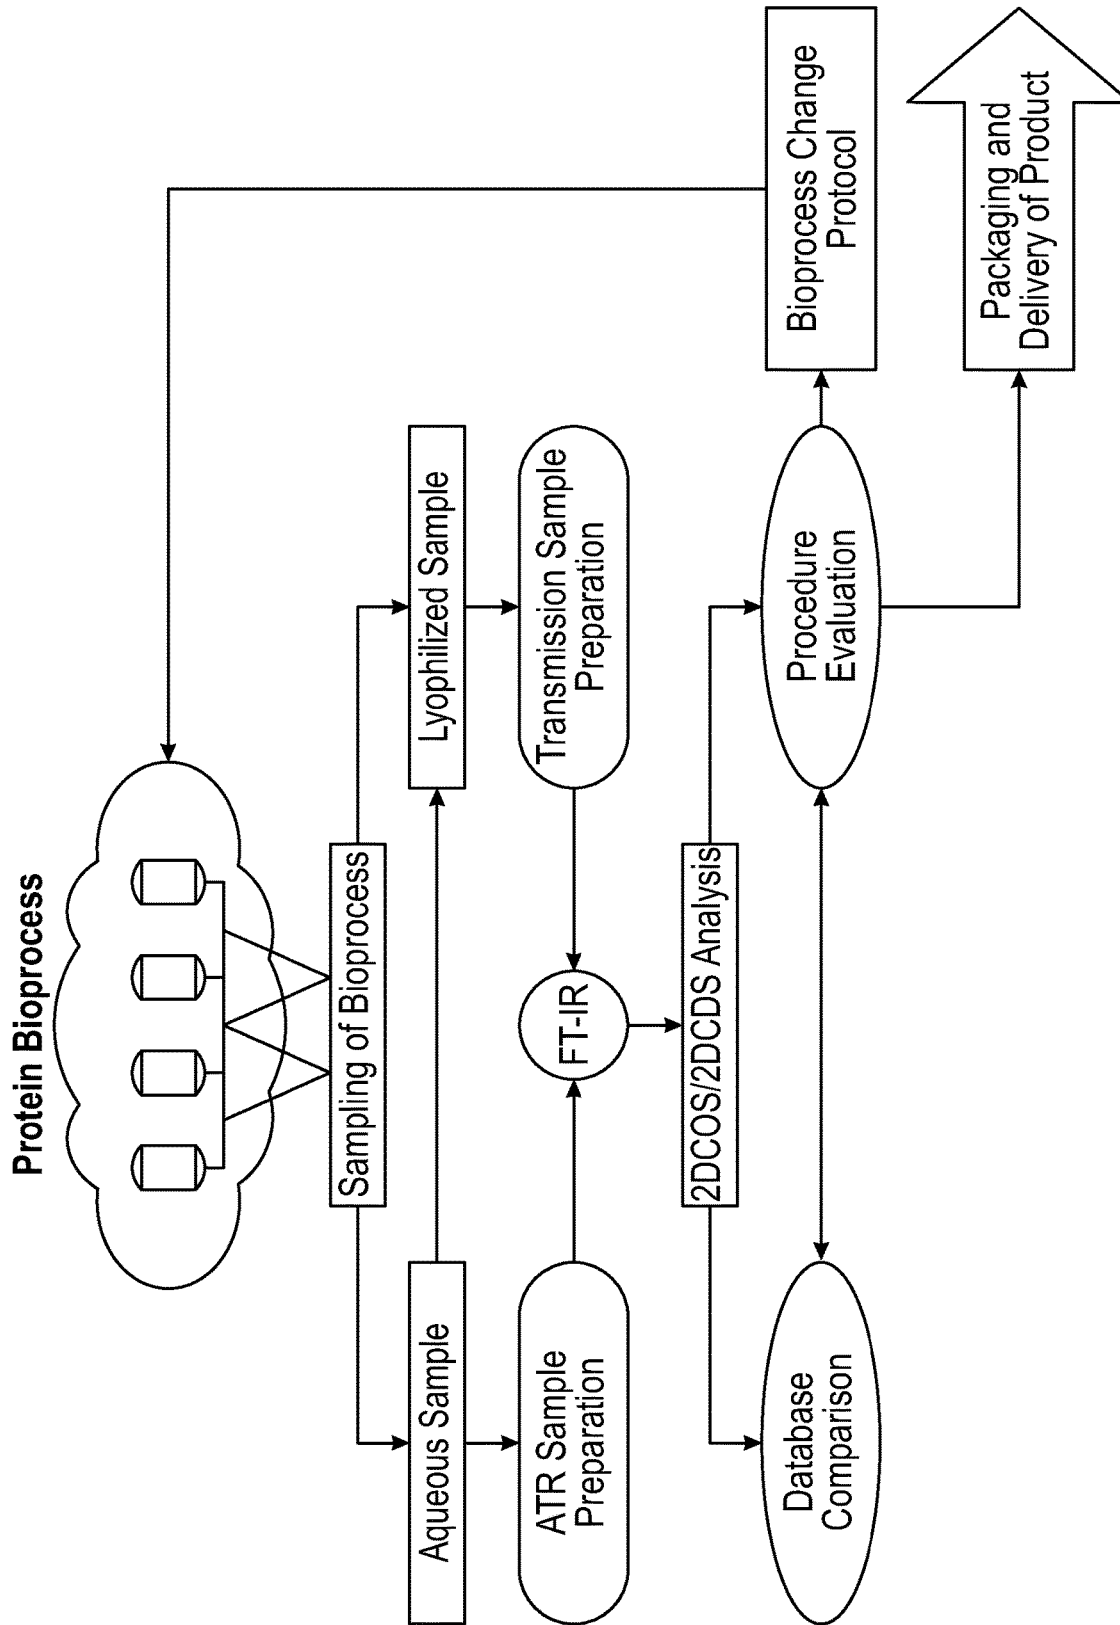 Protein Bioprocess
Sampling of Bioprocess
Aqueous Sample
Lyophilized Sample
ATR Sample
Preparation
FT-IR
Transmission Sample
Preparation
2DCOS/2DCDS Analysis
Database
Comparison
Procedure
Evaluation
Bioprocess Change
Protocol
Packaging and
Delivery of Product